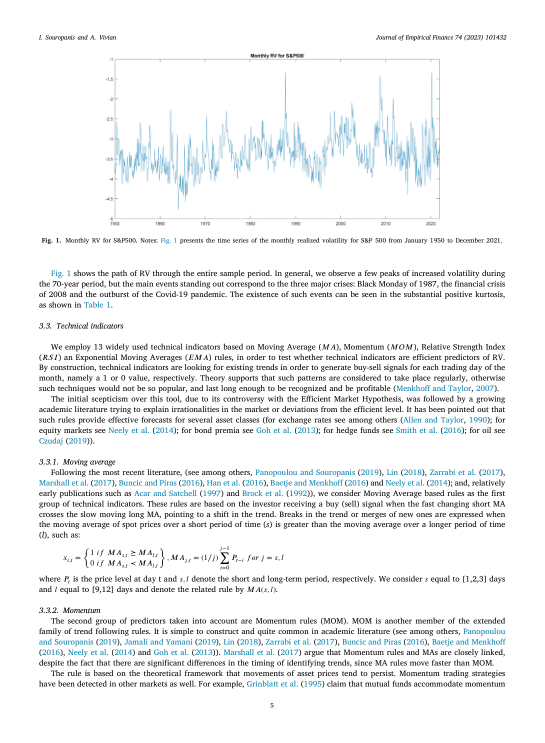 I. Souropanis and A. Vivian
Journal of Empirical Finance 74 (2023) 101432
Monthly RV for S&P500
-1
-1.5
-2
-2.5
-3
-3.5
-4
-4.5
-5
1950 1960 1970 1980 1990 2000 2010 2020
Fig. 1. Monthly RV for S&P500. Notes: Fig. 1 presents the time series of the monthly realized volatility for S&P 500 from January 1950 to December 2021.
Fig. 1 shows the path of RV through the entire sample period. In general, we observe a few peaks of increased volatility during
the 70-year period, but the main events standing out correspond to the three major crises: Black Monday of 1987, the financial crisis
of 2008 and the outburst of the Covid-19 pandemic. The existence of such events can be seen in the substantial positive kurtosis,
as shown in Table 1.
3.3. Technical indicators
We employ 13 widely used technical indicators based on Moving Average (MA), Momentum (MOM), Relative Strength Index
(RSI) an Exponential Moving Averages (EMA) rules, in order to test whether technical indicators are efficient predictors of RV.
By construction, technical indicators are looking for existing trends in order to generate buy-sell signals for each trading day of the
month, namely a 1 or 0 value, respectively. Theory supports that such patterns are considered to take place regularly, otherwise
such techniques would not be so popular, and last long enough to be recognized and be profitable (Menkhoff and Taylor, 2007).
The initial scepticism over this tool, due to its controversy with the Efficient Market Hypothesis, was followed by a growing
academic literature trying to explain irrationalities in the market or deviations from the efficient level. It has been pointed out that
such rules provide effective forecasts for several asset classes (for exchange rates see among others (Allen and Taylor, 1990); for
equity markets see Neely et al. (2014); for bond premia see Goh et al. (2013); for hedge funds see Smith et al. (2016); for oil see
Czudaj (2019)).
3.3.1. Moving average
Following the most recent literature, (see among others, Panopoulou and Souropanis (2019), Lin (2018), Zarrabi et al. (2017),
Marshall et al. (2017), Buncic and Piras (2016), Han et al. (2016), Baetje and Menkhoff (2016) and Neely et al. (2014); and, relatively
early publications such as Acar and Satchell (1997) and Brock et al. (1992)), we consider Moving Average based rules as the first
group of technical indicators. These rules are based on the investor receiving a buy (sell) signal when the fast changing short MA
crosses the slow moving long MA, pointing to a shift in the trend. Breaks in the trend or merges of new ones are expressed when
the moving average of spot prices over a short period of time (s) is greater than the moving average over a longer period of time
(l), such as:
x_{i,t} = { 1 if MA_{s,t} ≥ MA_{l,t} 0 if MA_{s,t} < MA_{l,t} }, MA_{j,t} = (1/j) ∑_{i=0}^{j−1} P_{t−i} for j = s, l
where P_t is the price level at day t and s, l denote the short and long-term period, respectively. We consider s equal to [1,2,3] days
and l equal to [9,12] days and denote the related rule by MA(s, l).
3.3.2. Momentum
The second group of predictors taken into account are Momentum rules (MOM). MOM is another member of the extended
family of trend following rules. It is simple to construct and quite common in academic literature (see among others, Panopoulou
and Souropanis (2019), Jamali and Yamani (2019), Lin (2018), Zarrabi et al. (2017), Buncic and Piras (2016), Baetje and Menkhoff
(2016), Neely et al. (2014) and Goh et al. (2013)). Marshall et al. (2017) argue that Momentum rules and MAs are closely linked,
despite the fact that there are significant differences in the timing of identifying trends, since MA rules move faster than MOM.
The rule is based on the theoretical framework that movements of asset prices tend to persist. Momentum trading strategies
have been detected in other markets as well. For example, Grinblatt et al. (1995) claim that mutual funds accommodate momentum
5